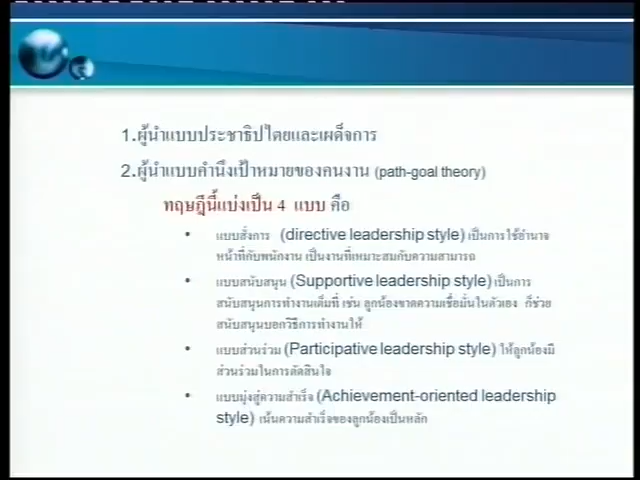 1.ผู้นำแบบประชาธิปไตยและเผด็จการ
2.ผู้นำแบบคำนึงเป้าหมายของคนงาน (path-goal theory)
ทฤษฎีนี้แบ่งเป็น 4 แบบ คือ
• แบบสั่งการ (directive leadership style) เป็นการใช้อำนาจ
หน้าที่กับพนักงาน เป็นงานที่เหมาะสมกับความสามารถ
• แบบสนับสนุน (Supportive leadership style) เป็นการ
สนับสนุนการทำงานเต็มที่ เช่น ลูกน้องขาดความเชื่อมั่นในตัวเอง ก็ช่วย
สนับสนุนบอกวิธีการทำงานให้
• แบบส่วนร่วม (Participative leadership style) ให้ลูกน้องมี
ส่วนร่วมในการตัดสินใจ
• แบบมุ่งสู่ความสำเร็จ (Achievement-oriented leadership
style) เน้นความสำเร็จของลูกน้องเป็นหลัก